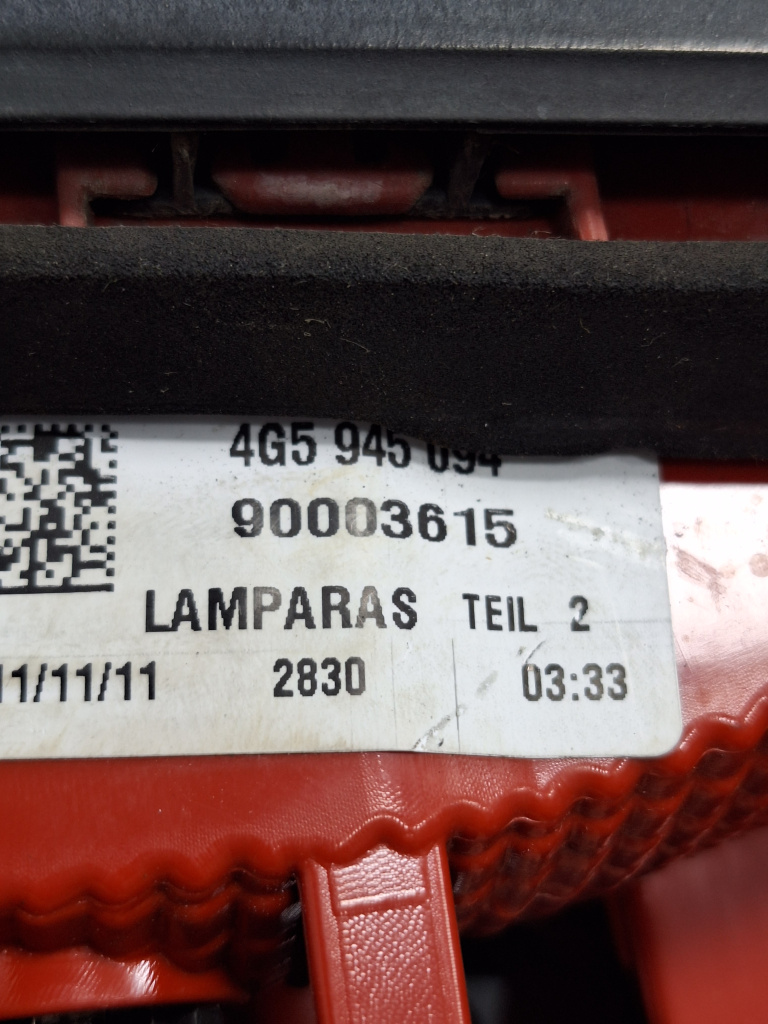 4G5 945 094
90003615
LAMPARAS TEIL 2
11/11/11 2830 03:33